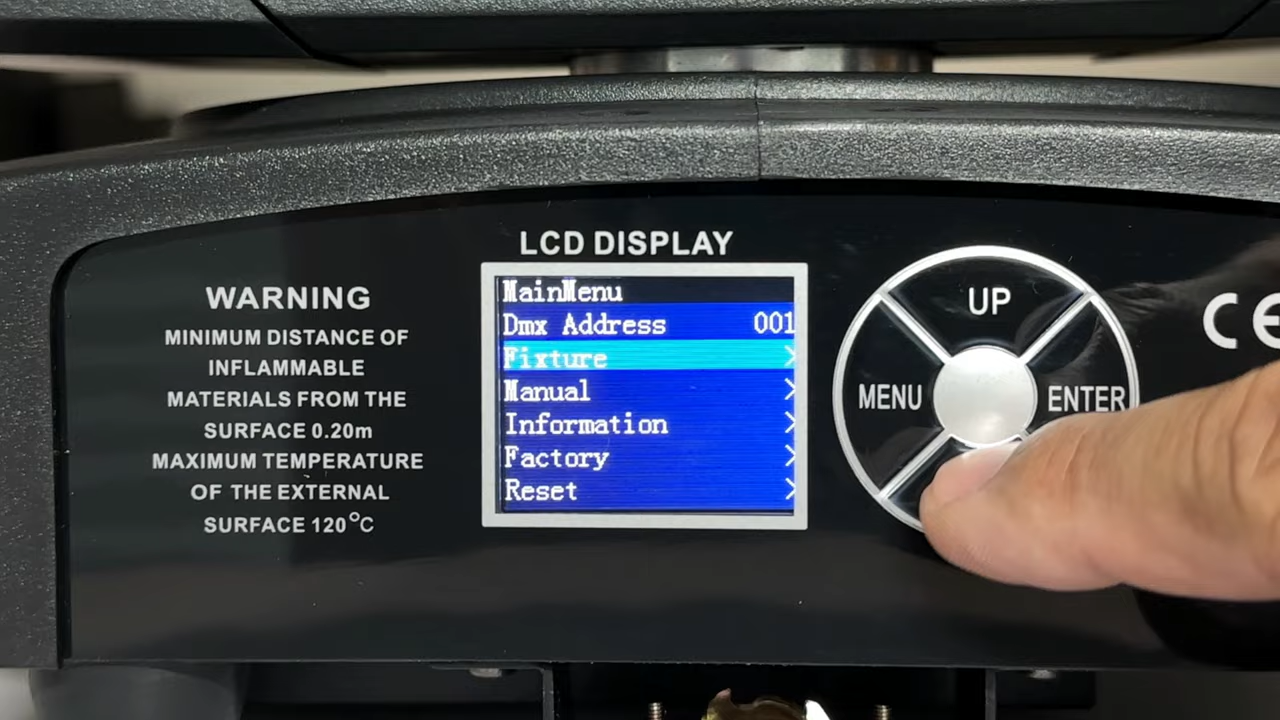 LCD DISPLAY
WARNING
MINIMUM DISTANCE OF
INFLAMMABLE
MATERIALS FROM THE
SURFACE 0.20m
MAXIMUM TEMPERATURE
OF THE EXTERNAL
SURFACE 120°C
MainMenu
Dmx Address 001
Fixture >
Manual >
Information >
Factory >
Reset >
UP
MENU
ENTER
CE